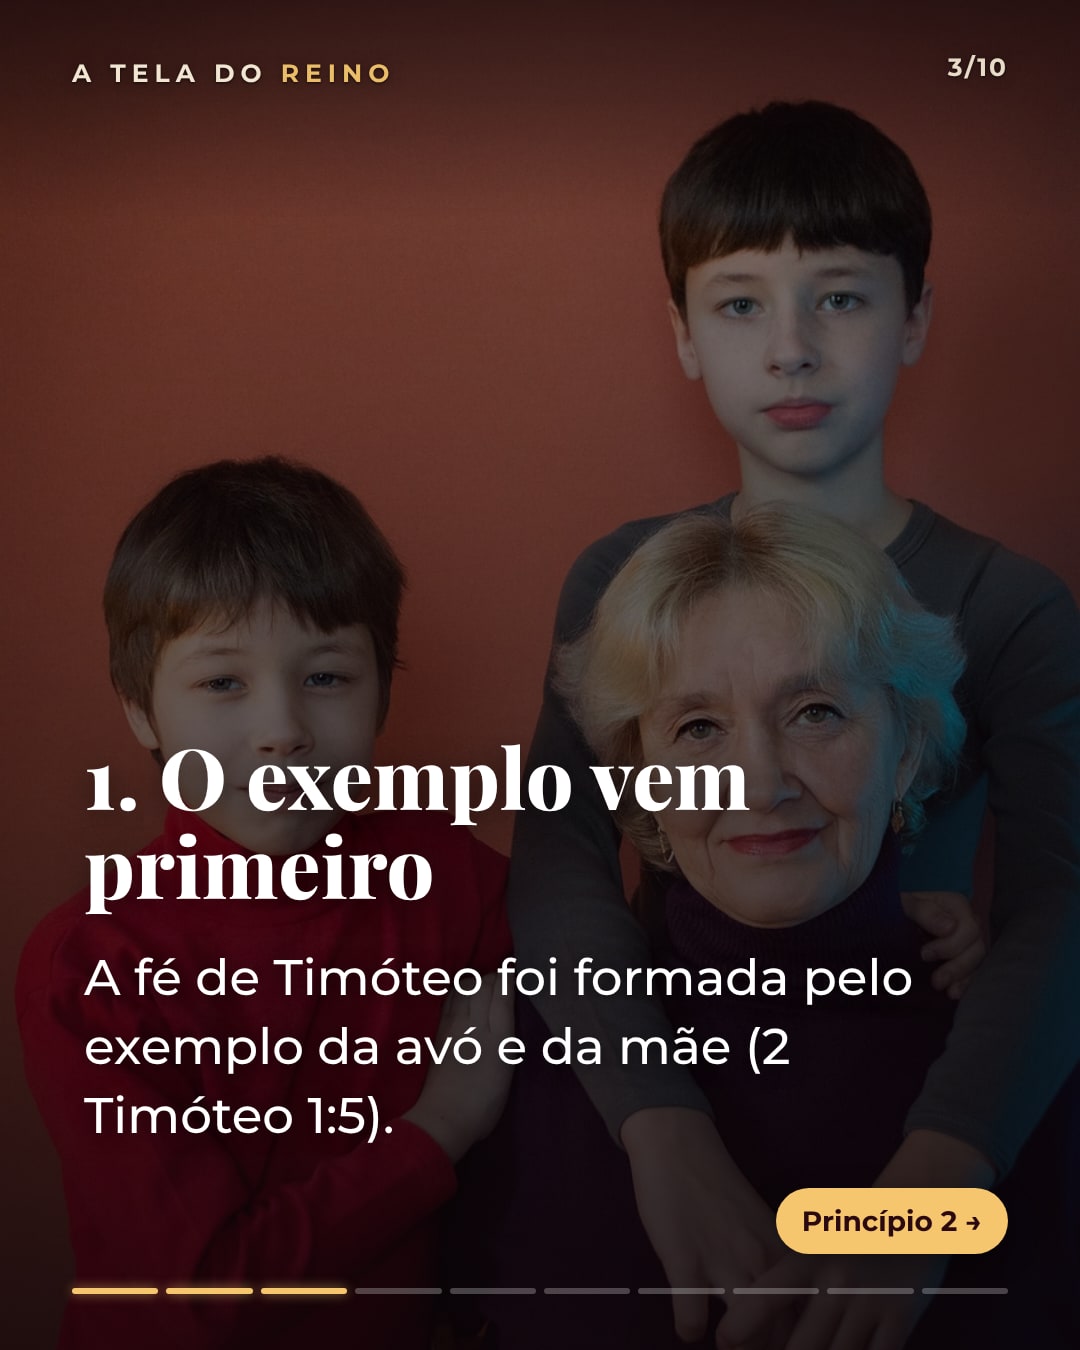 A TELA DO REINO
3/10
1. O exemplo vem
primeiro
A fé de Timóteo foi formada pelo
exemplo da avó e da mãe (2
Timóteo 1:5).
Princípio 2 →